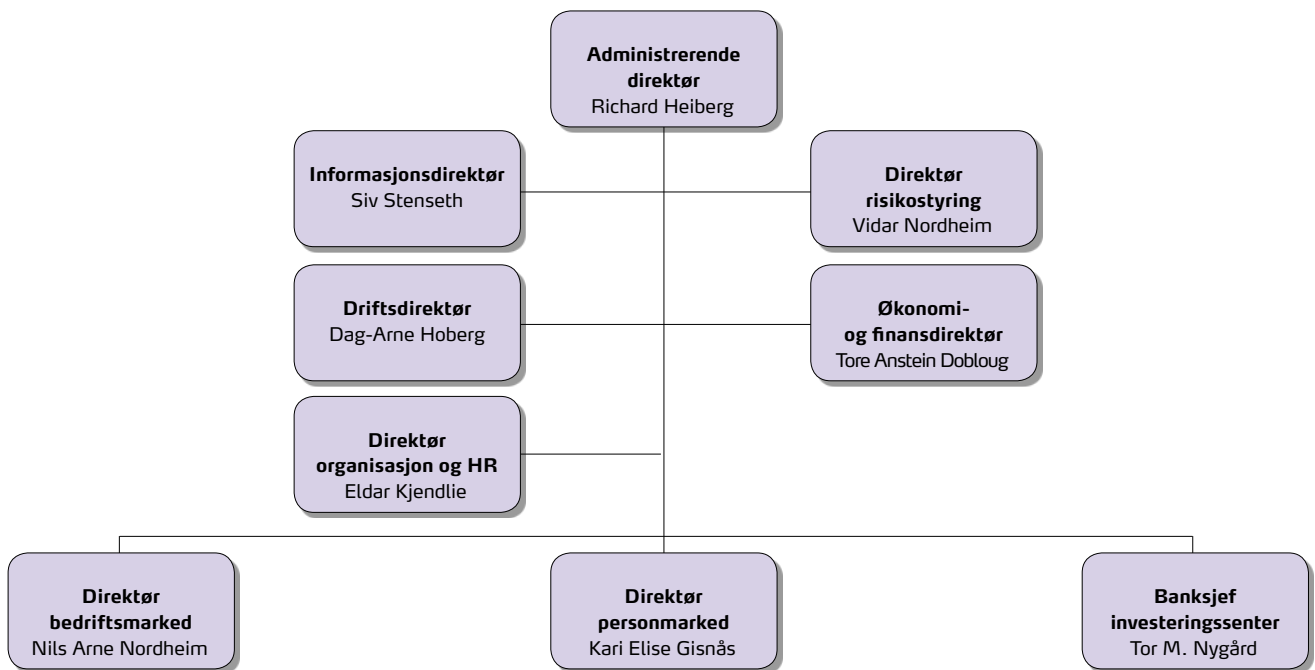 Administrerende
direktør
Richard Heiberg
Informasjonsdirektør
Siv Stenseth
Direktør
risikostyring
Vidar Nordheim
Driftsdirektør
Dag-Arne Hoberg
Økonomi-
og finansdirektør
Tore Anstein Dobloug
Direktør
organisasjon og HR
Eldar Kjendlie
Direktør
bedriftsmarked
Nils Arne Nordheim
Direktør
personmarked
Kari Elise Gisnås
Banksjef
investeringssenter
Tor M. Nygård